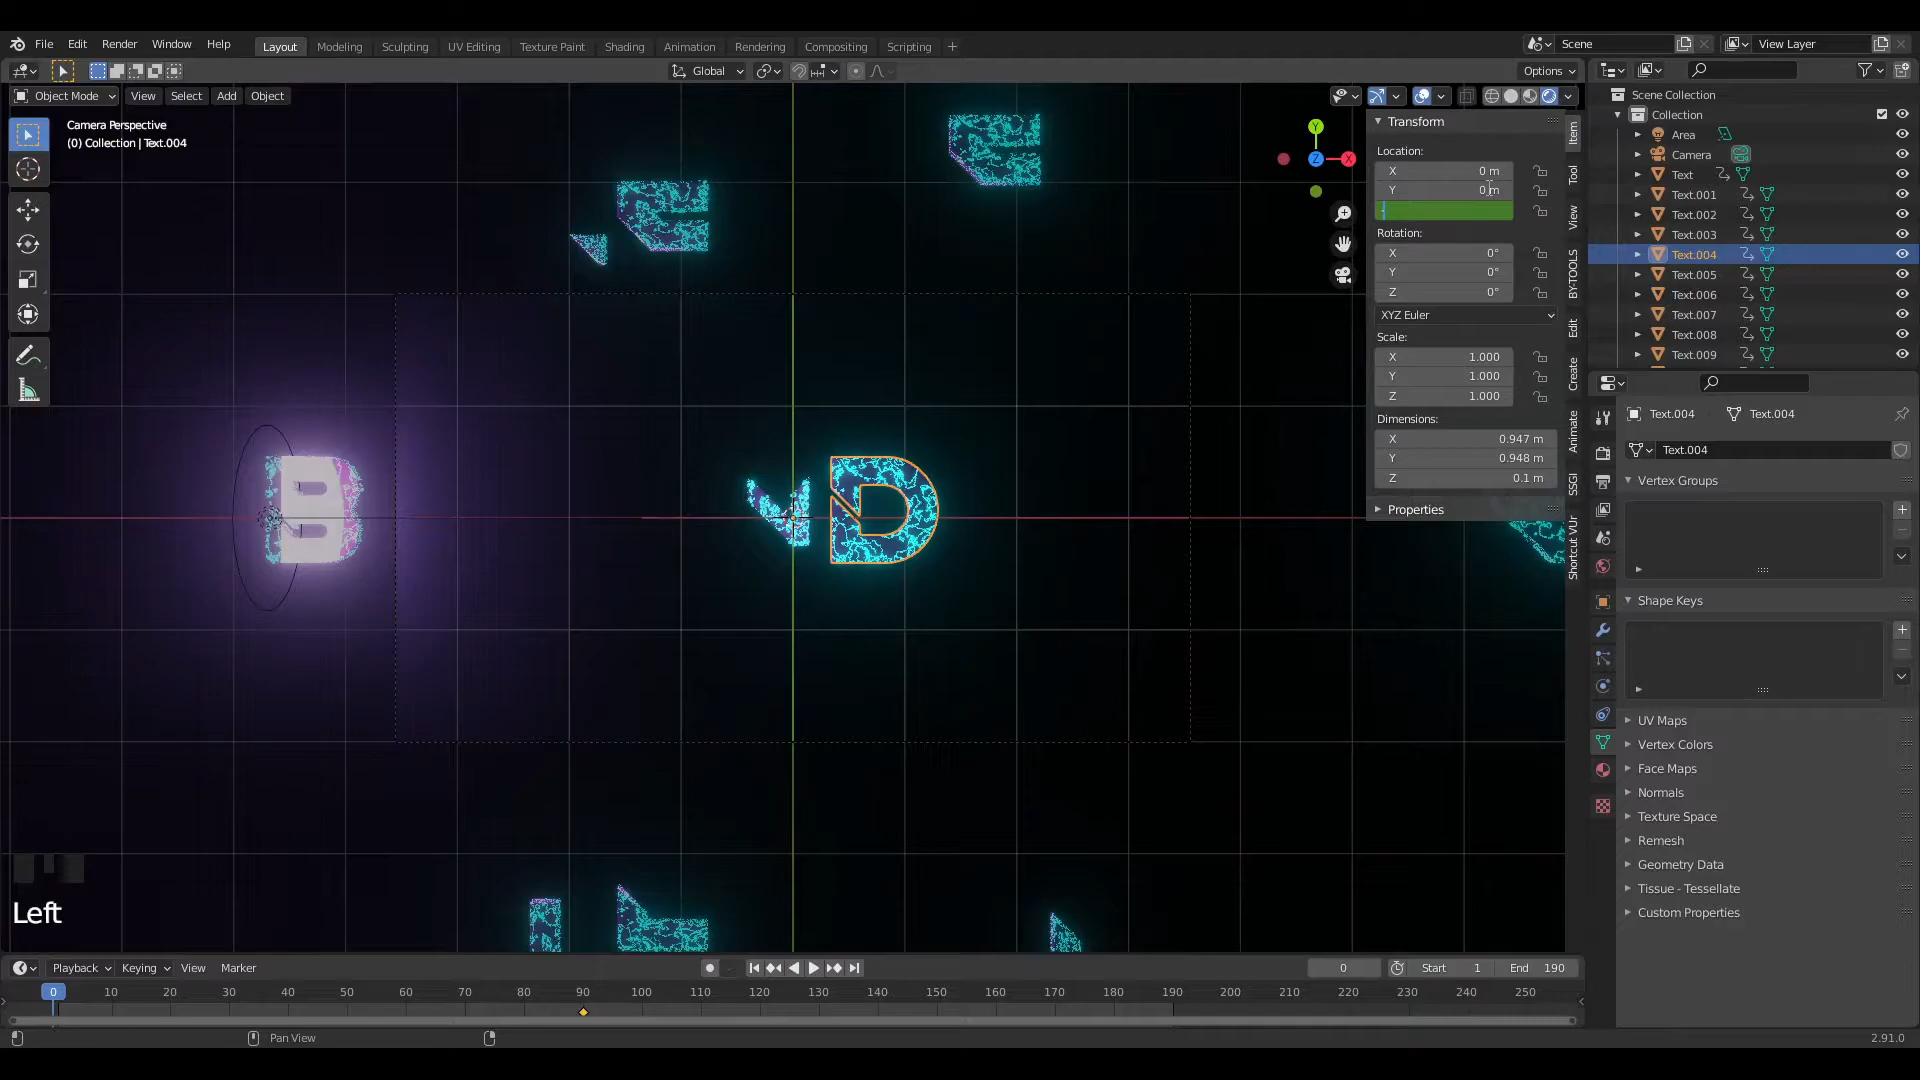 File Edit Render Window Help
Layout Modeling Sculpting UV Editing Texture Paint Shading Animation Rendering Compositing Scripting +
Scene
View Layer
Global
Options
Object Mode View Select Add Object
Camera Perspective
(0) Collection | Text.004
Y
Z
X
Transform
Location:
X 0 m
Y 0 m
-
Rotation:
X 0°
Y 0°
Z 0°
XYZ Euler
Scale:
X 1.000
Y 1.000
Z 1.000
Dimensions:
X 0.947 m
Y 0.948 m
Z 0.1 m
Properties
Item
Tool
View
BY-TOOLS
Edit
Create
Animate
SSGI
Shortcut VUr
B
D
Left
Scene Collection
Collection
Area
Camera
Text
Text.001
Text.002
Text.003
Text.004
Text.005
Text.006
Text.007
Text.008
Text.009
Text.004 Text.004
Text.004
Vertex Groups
Shape Keys
UV Maps
Vertex Colors
Face Maps
Normals
Texture Space
Remesh
Geometry Data
Tissue - Tessellate
Custom Properties
Playback Keying View Marker
0
Start 1
End 190
0 10 20 30 40 50 60 70 80 90 100 110 120 130 140 150 160 170 180 190 200 210 220 230 240 250
Pan View
2.91.0